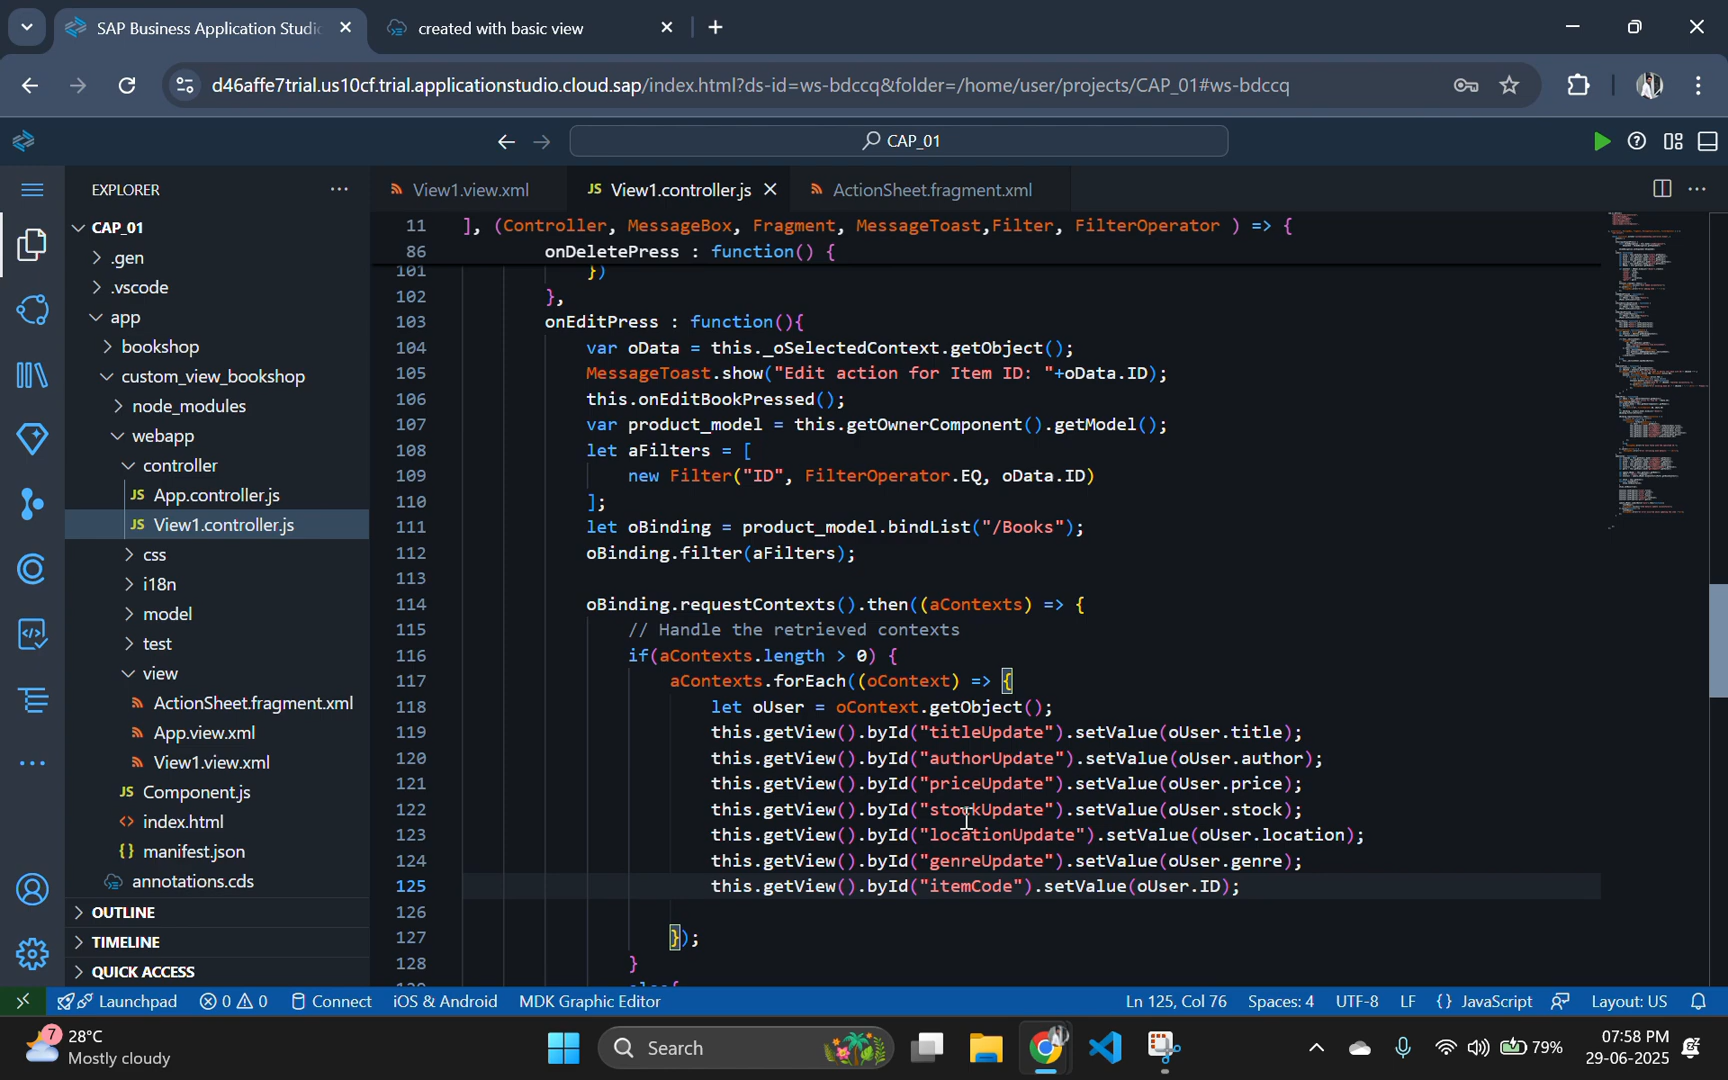 SAP Business Application Studio
created with basic view
d46affe7trial.us10cf.trial.applicationstudio.cloud.sap/index.html?ds-id=ws-bdccq&folder=/home/user/projects/CAP_01#ws-bdccq
CAP_01
EXPLORER
CAP_01
.gen
.vscode
app
bookshop
custom_view_bookshop
node_modules
webapp
controller
JS App.controller.js
JS View1.controller.js
css
i18n
model
test
view
ActionSheet.fragment.xml
App.view.xml
View1.view.xml
JS Component.js
<> index.html
{} manifest.json
annotations.cds
OUTLINE
TIMELINE
QUICK ACCESS
View1.view.xml
JS View1.controller.js
ActionSheet.fragment.xml
11 ], (Controller, MessageBox, Fragment, MessageToast,Filter, FilterOperator ) => {
86 onDeletePress : function() {
101 })
102 },
103 onEditPress : function(){
104 var oData = this._oSelectedContext.getObject();
105 MessageToast.show("Edit action for Item ID: "+oData.ID);
106 this.onEditBookPressed();
107 var product_model = this.getOwnerComponent().getModel();
108 let aFilters = [
109 new Filter("ID", FilterOperator.EQ, oData.ID)
110 ];
111 let oBinding = product_model.bindList("/Books");
112 oBinding.filter(aFilters);
113
114 oBinding.requestContexts().then((aContexts) => {
115 // Handle the retrieved contexts
116 if(aContexts.length > 0) {
117 aContexts.forEach((oContext) => {
118 let oUser = oContext.getObject();
119 this.getView().byId("titleUpdate").setValue(oUser.title);
120 this.getView().byId("authorUpdate").setValue(oUser.author);
121 this.getView().byId("priceUpdate").setValue(oUser.price);
122 this.getView().byId("stockUpdate").setValue(oUser.stock);
123 this.getView().byId("locationUpdate").setValue(oUser.location);
124 this.getView().byId("genreUpdate").setValue(oUser.genre);
125 this.getView().byId("itemCode").setValue(oUser.ID);
126
127 });
128 }
Launchpad
0 0
Connect
iOS & Android
MDK Graphic Editor
Ln 125, Col 76
Spaces: 4
UTF-8
LF
{} JavaScript
Layout: US
7
28°C
Mostly cloudy
Search
79%
07:58 PM
29-06-2025